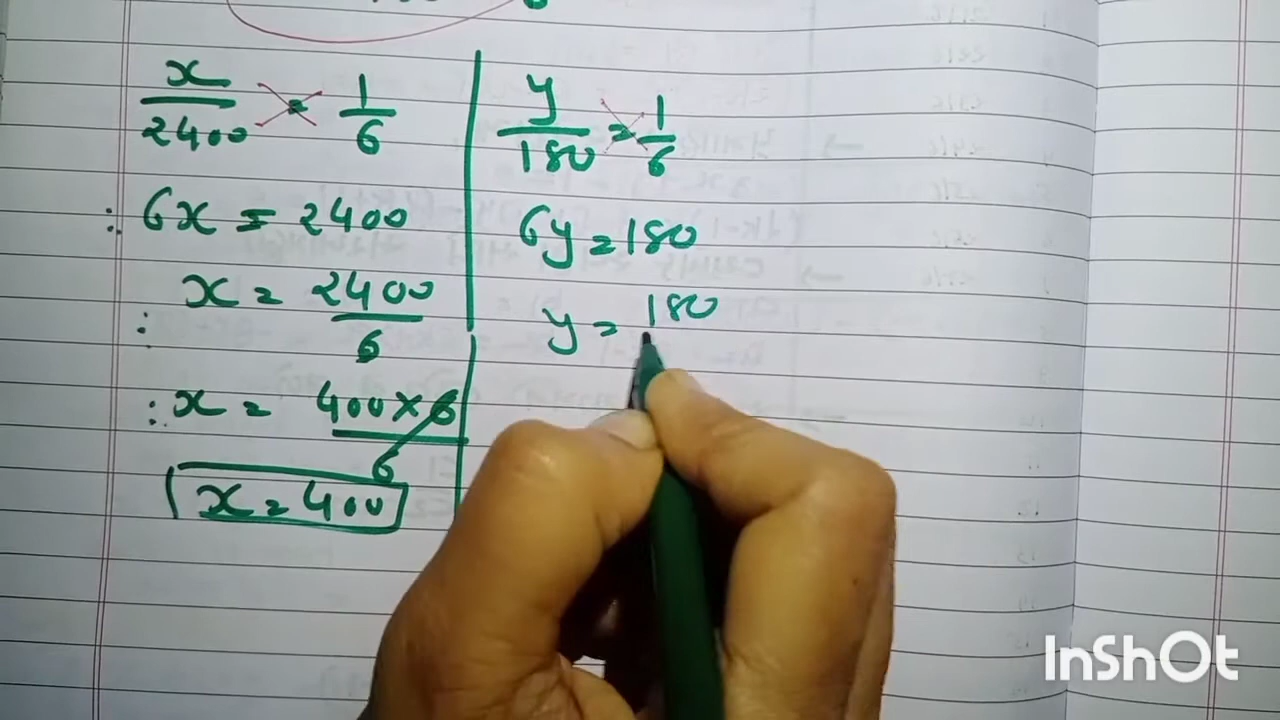 x/2400 = 1/6
∴ 6x = 2400
∴ x = 2400/6
∴ x = 400×6/6
x = 400
y/180 = 1/6
6y = 180
y = 180
InShOt